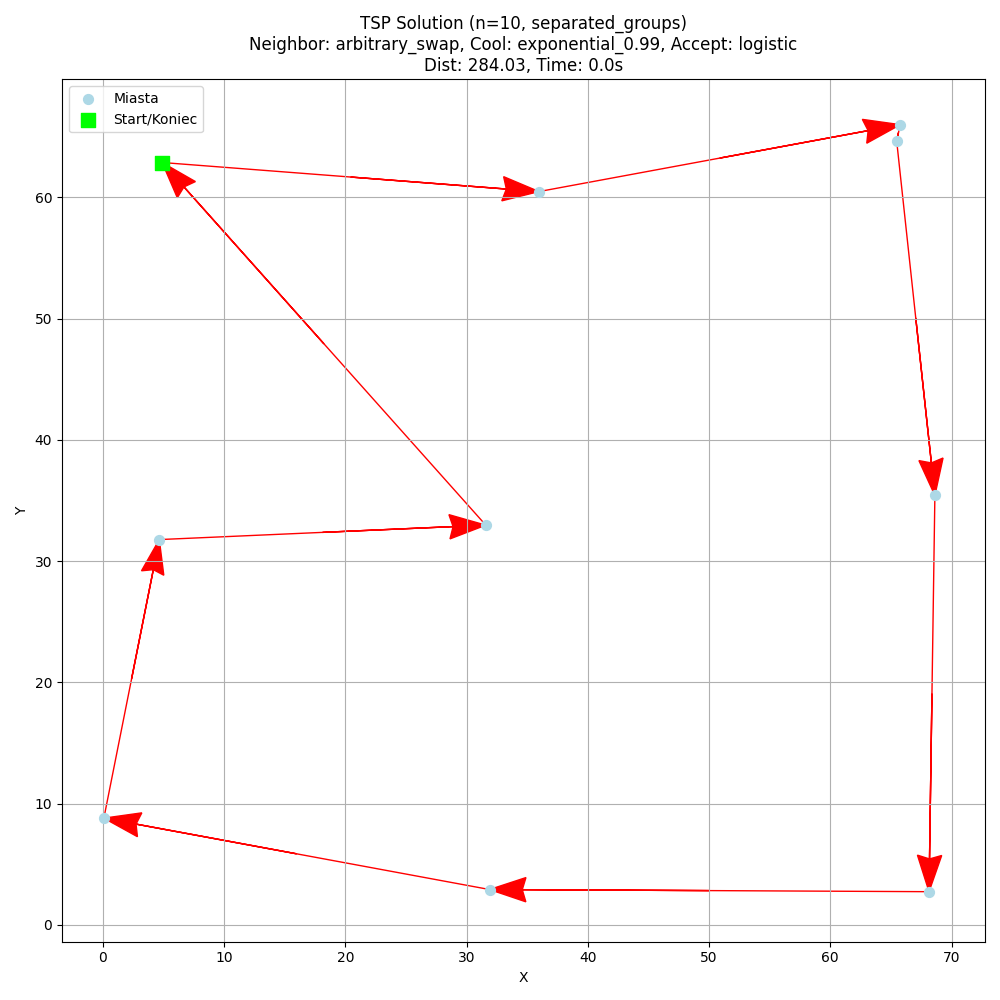 TSP Solution (n=10, separated_groups)
Neighbor: arbitrary_swap, Cool: exponential_0.99, Accept: logistic
Dist: 284.03, Time: 0.0s
Miasta
Start/Koniec
60
50
40
30
20
10
0
Y
0 10 20 30 40 50 60 70
X